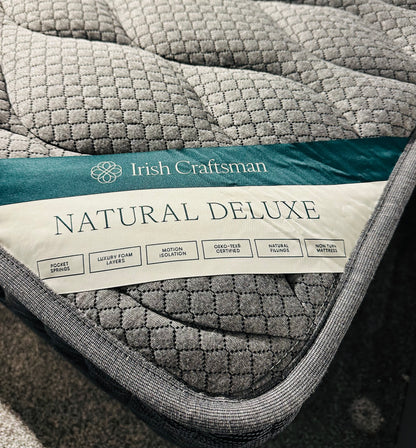 Irish Craftsman
NATURAL DELUXE
POCKET SPRINGS
LUXURY FOAM LAYERS
MOTION ISOLATION
OEKO-TEX® CERTIFIED
NATURAL FILLINGS
NON TURN MATTRESS